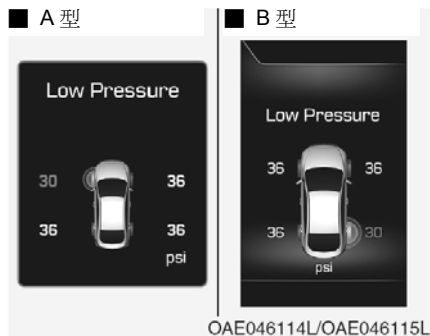 ■ A 型
■ B 型
Low Pressure
30 36
36 36
psi
Low Pressure
36 36
36 30
psi
OAE046114L/OAE046115L